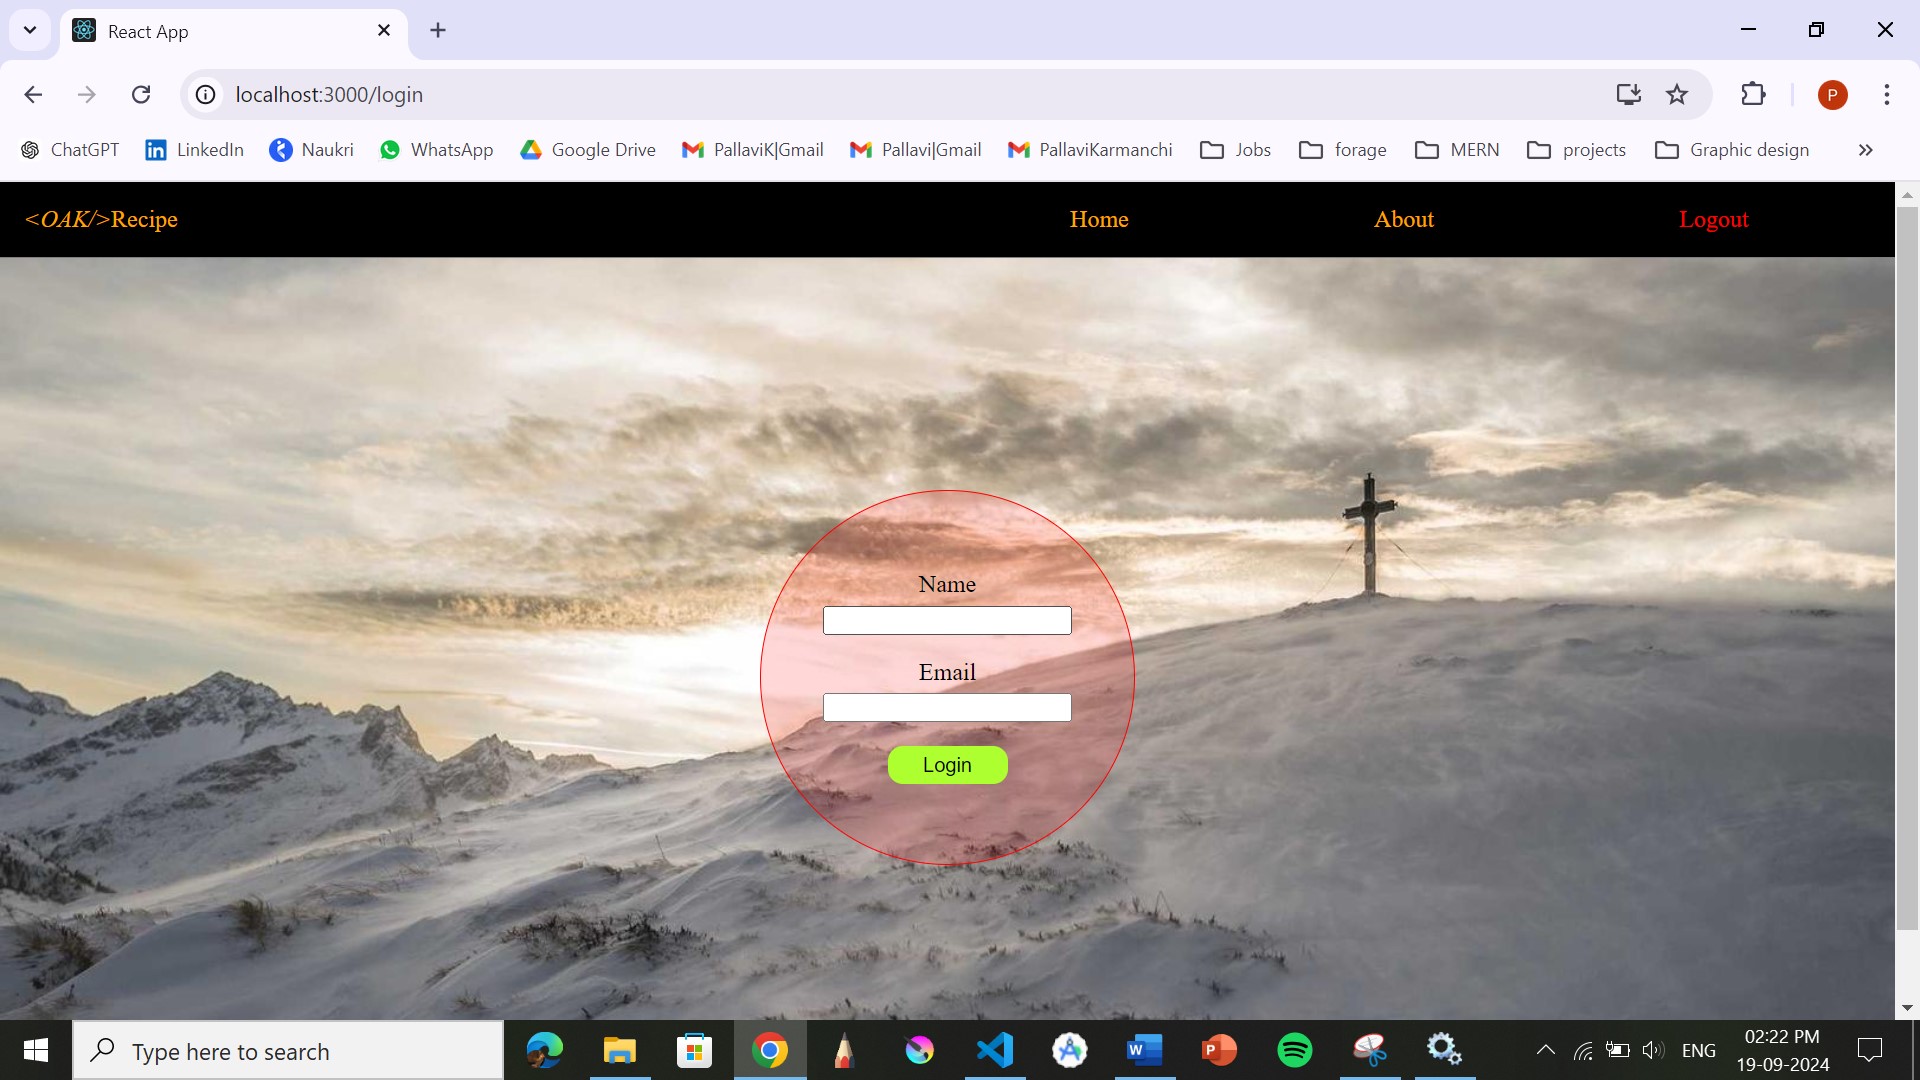 React App
localhost:3000/login
P
ChatGPT LinkedIn Naukri WhatsApp Google Drive PallaviK|Gmail Pallavi|Gmail PallaviKarmanchi Jobs forage MERN projects Graphic design
<OAK/>Recipe Home About Logout
Name
Email
Login
Type here to search
ENG
02:22 PM
19-09-2024